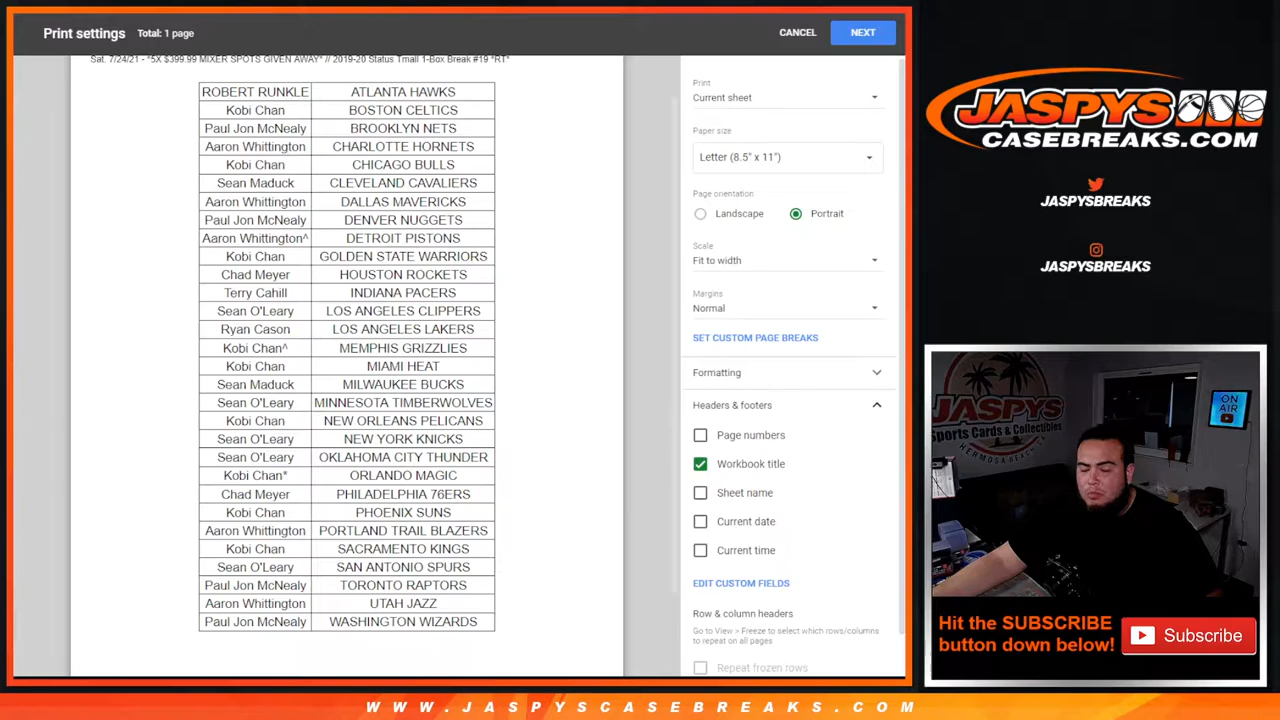 Print settings Total: 1 page
CANCEL NEXT
Sat. 7/24/21 - "5X $399.99 MIXER SPOTS GIVEN AWAY" // 2019-20 Status Tmall 1-Box Break #19 *RT*
ROBERT RUNKLE ATLANTA HAWKS
Kobi Chan BOSTON CELTICS
Paul Jon McNealy BROOKLYN NETS
Aaron Whittington CHARLOTTE HORNETS
Kobi Chan CHICAGO BULLS
Sean Maduck CLEVELAND CAVALIERS
Aaron Whittington DALLAS MAVERICKS
Paul Jon McNealy DENVER NUGGETS
Aaron Whittington^ DETROIT PISTONS
Kobi Chan GOLDEN STATE WARRIORS
Chad Meyer HOUSTON ROCKETS
Terry Cahill INDIANA PACERS
Sean O'Leary LOS ANGELES CLIPPERS
Ryan Cason LOS ANGELES LAKERS
Kobi Chan^ MEMPHIS GRIZZLIES
Kobi Chan MIAMI HEAT
Sean Maduck MILWAUKEE BUCKS
Sean O'Leary MINNESOTA TIMBERWOLVES
Kobi Chan NEW ORLEANS PELICANS
Sean O'Leary NEW YORK KNICKS
Sean O'Leary OKLAHOMA CITY THUNDER
Kobi Chan* ORLANDO MAGIC
Chad Meyer PHILADELPHIA 76ERS
Kobi Chan PHOENIX SUNS
Aaron Whittington PORTLAND TRAIL BLAZERS
Kobi Chan SACRAMENTO KINGS
Sean O'Leary SAN ANTONIO SPURS
Paul Jon McNealy TORONTO RAPTORS
Aaron Whittington UTAH JAZZ
Paul Jon McNealy WASHINGTON WIZARDS
Print
Current sheet
Paper size
Letter (8.5" x 11")
Page orientation
Landscape Portrait
Scale
Fit to width
Margins
Normal
SET CUSTOM PAGE BREAKS
Formatting
Headers & footers
Page numbers
Workbook title
Sheet name
Current date
Current time
EDIT CUSTOM FIELDS
Row & column headers
Go to View > Freeze to select which rows/columns
to repeat on all pages
Repeat frozen rows
JASPYS
CASEBREAKS.COM
JASPYSBREAKS
JASPYSBREAKS
JASPYS
Sports Cards & Collectibles
HERMOSA BEACH
ON
AIR
Hit the SUBSCRIBE
button down below!
Subscribe
WWW.JASPYSCASEBREAKS.COM